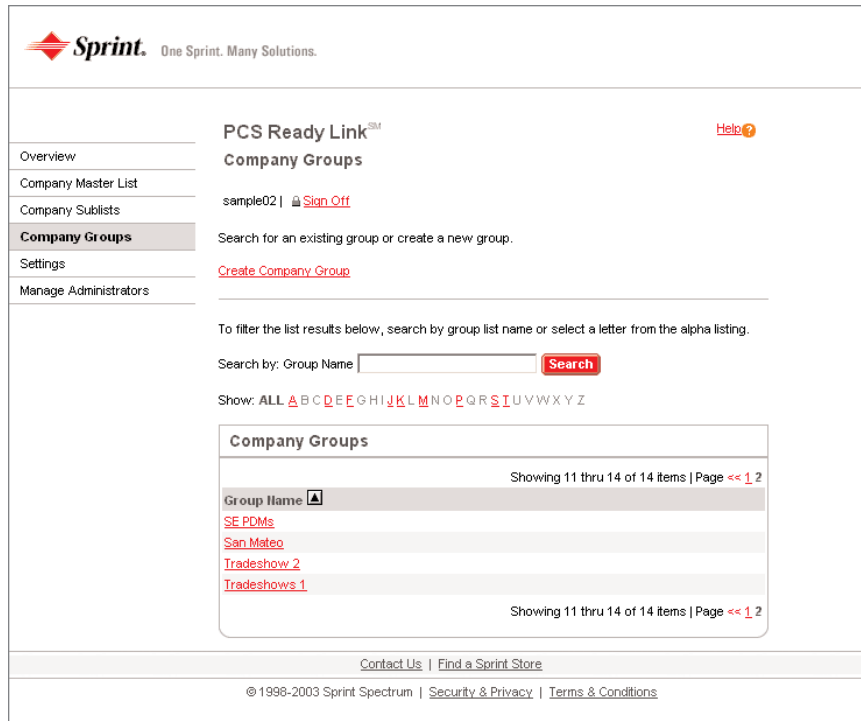 Sprint. One Sprint. Many Solutions.
PCS Ready Link℠
Help?
Company Groups
Overview
Company Master List
Company Sublists
Company Groups
Settings
Manage Administrators
sample02 | Sign Off
Search for an existing group or create a new group.
Create Company Group
To filter the list results below, search by group list name or select a letter from the alpha listing.
Search by: Group Name Search
Show: ALL A B C D E F G H I J K L M N O P Q R S T U V W X Y Z
Company Groups
Showing 11 thru 14 of 14 items | Page << 1 2
Group Name
SE PDMs
San Mateo
Tradeshow 2
Tradeshows 1
Showing 11 thru 14 of 14 items | Page << 1 2
Contact Us | Find a Sprint Store
© 1998-2003 Sprint Spectrum | Security & Privacy | Terms & Conditions